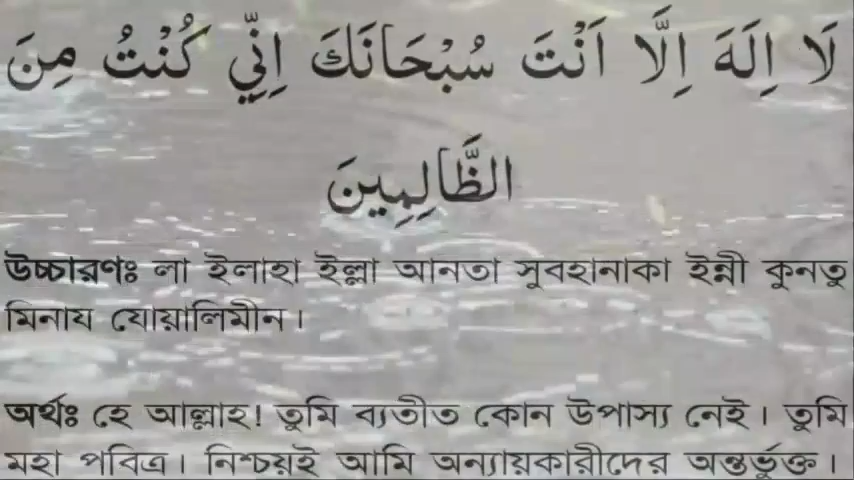 لَا اِلَهَ اِلَّا اَنْتَ سُبْحَانَكَ اِنِّي كُنْتُ مِنَ
الظَّالِمِينَ
উচ্চারণঃ লা ইলাহা ইল্লা আনতা সুবহানাকা ইন্নী কুনতু
মিনায যোয়ালিমীন।
অর্থঃ হে আল্লাহ! তুমি ব্যতীত কোন উপাস্য নেই। তুমি
মহা পবিত্র। নিশ্চয়ই আমি অন্যায়কারীদের অন্তর্ভুক্ত।